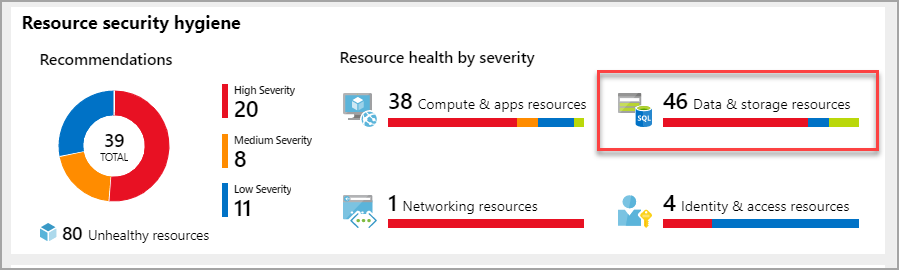 Resource security hygiene
Recommendations
39
TOTAL
High Severity
20
Medium Severity
8
Low Severity
11
80 Unhealthy resources
Resource health by severity
38 Compute & apps resources
SQL
46 Data & storage resources
1 Networking resources
4 Identity & access resources